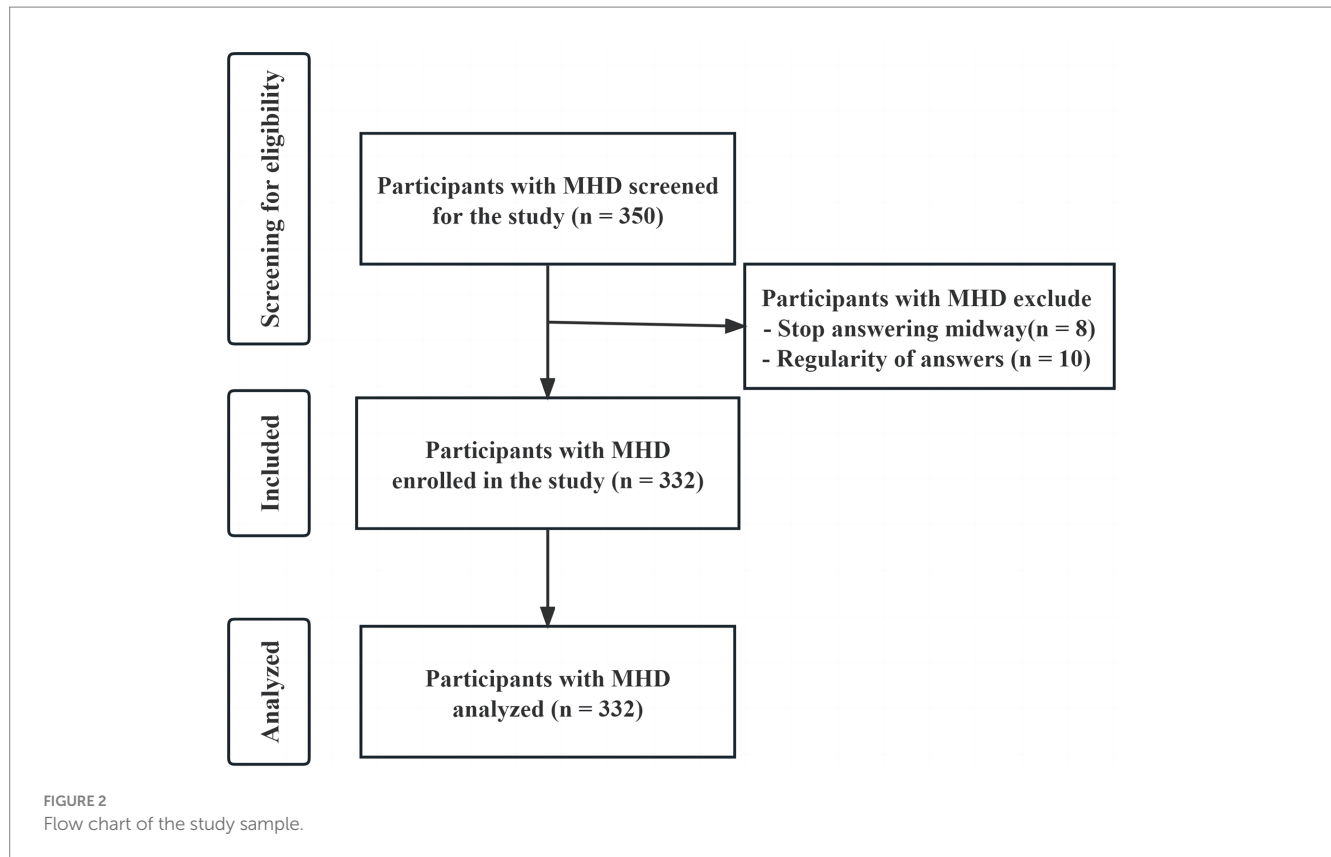 Screening for eligibility
Participants with MHD screened
for the study (n = 350)
Participants with MHD exclude
- Stop answering midway(n = 8)
- Regularity of answers (n = 10)
Included
Participants with MHD
enrolled in the study (n = 332)
Analyzed
Participants with MHD
analyzed (n = 332)
FIGURE 2
Flow chart of the study sample.